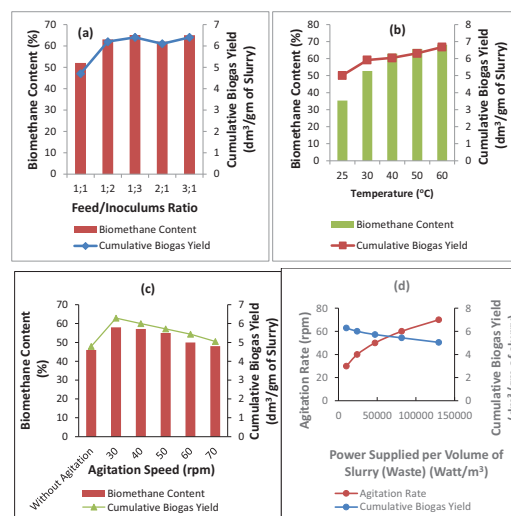 (a)
Biomethane Content (%)
70
60
50
40
30
20
10
0
7
6
5
4
3
2
1
0
Cumulative Biogas Yield
(dm³/gm of Slurry)
1;1 1;2 1;3 2;1 3;1
Feed/Inoculums Ratio
Biomethane Content
Cumulative Biogas Yield
(b)
Biomethane Content (%)
80
70
60
50
40
30
20
10
0
8
7
6
5
4
3
2
1
0
Cumulative Biogas Yield
(dm³/gm of Slurry)
25 30 40 50 60
Temperature (°C)
Biomethane Content
Cumulative Biogas Yield
(c)
Biomethane Content
(%)
70
60
50
40
30
20
10
0
7
6
5
4
3
2
1
0
Cumulative Biogas Yield
(dm³/gm of Slurry)
Without Agitation 30 40 50 60 70
Agitation Speed (rpm)
Biomethane Content
Cumulative Biogas Yield
(d)
Agitation Rate (rpm)
80
60
40
20
0
8
6
4
2
0
Cumulative Biogas Yield
0 50000 100000 150000
Power Supplied per Volume of
Slurry (Waste) (Watt/m³)
Agitation Rate
Cumulative Biogas Yield